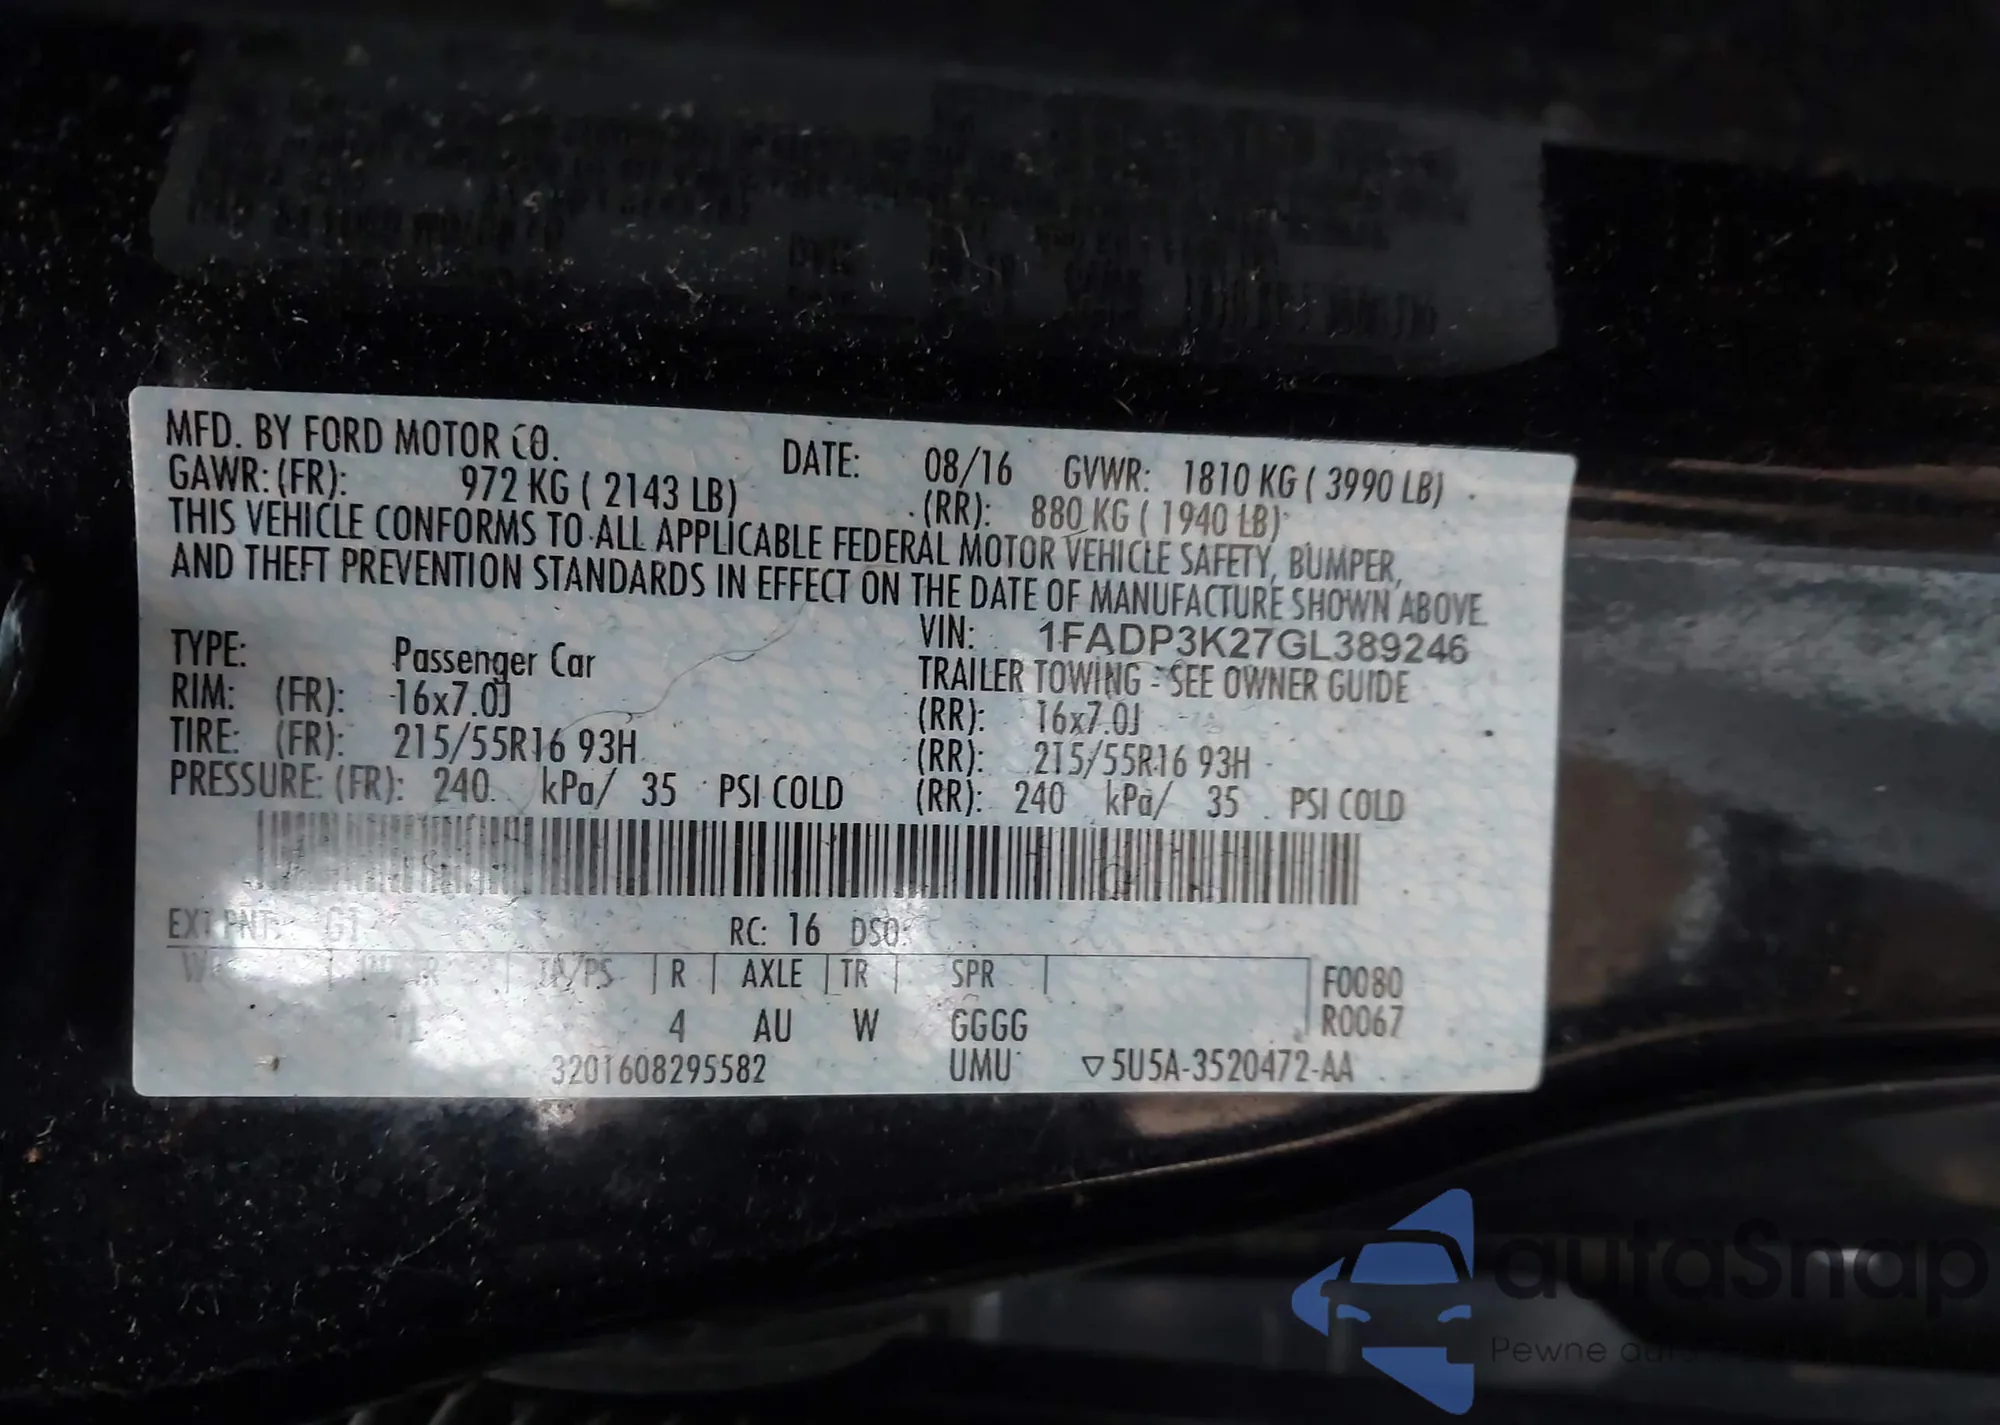 MFD. BY FORD MOTOR CO. DATE: 08/16 GVWR: 1810 KG ( 3990 LB)
GAWR: (FR): 972 KG ( 2143 LB) (RR): 880 KG ( 1940 LB)
THIS VEHICLE CONFORMS TO ALL APPLICABLE FEDERAL MOTOR VEHICLE SAFETY, BUMPER,
AND THEFT PREVENTION STANDARDS IN EFFECT ON THE DATE OF MANUFACTURE SHOWN ABOVE.
VIN: 1FADP3K27GL389246
TYPE: Passenger Car TRAILER TOWING - SEE OWNER GUIDE
RIM: (FR): 16x7.0J (RR): 16x7.0J
TIRE: (FR): 215/55R16 93H (RR): 215/55R16 93H
PRESSURE: (FR): 240 kPa/ 35 PSI COLD (RR): 240 kPa/ 35 PSI COLD
EXT PNT: RC: 16 DSO:
R AXLE TR SPR F0080
4 AU W GGGG R0067
3201608295582 UMU ▽5U5A-3520472-AA
autaSnap
Pewne